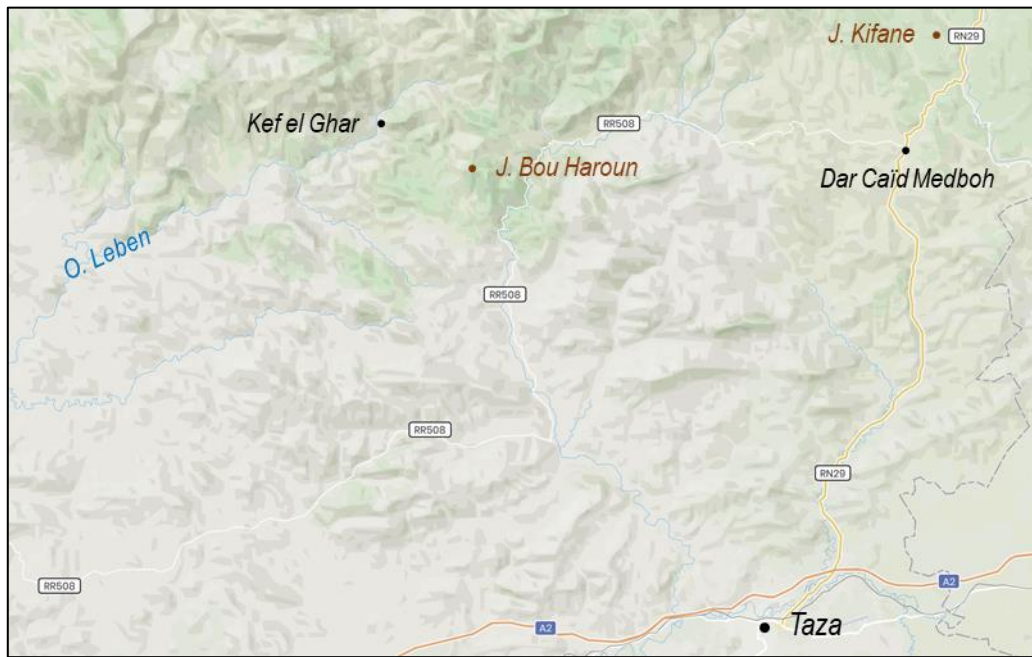 J. Kifane
RN29
Kef el Ghar
RR508
J. Bou Haroun
Dar Caïd Medboh
O. Leben
RR508
RR508
RN29
RR508
A2
A2
Taza